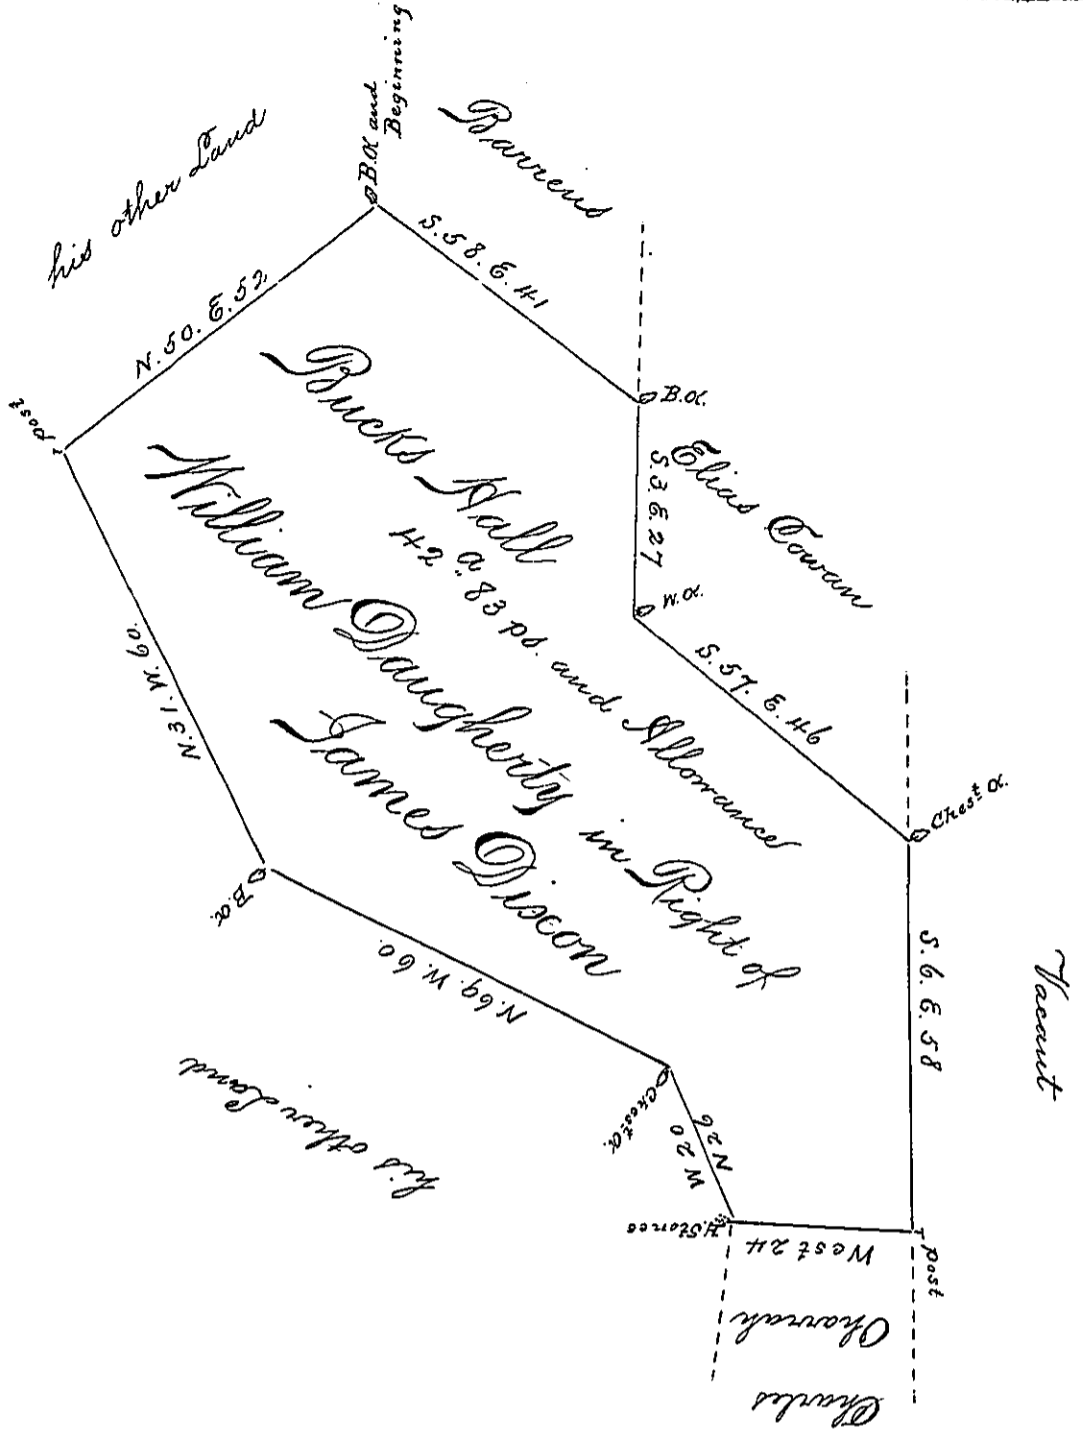 his other Land
B.O. and
Beginning
Barrens
N. 50. E. 52,
S. 58. E. 41
post
B.O.
Bucks Hall
42 a. 83 ps. and Allowance
William Daugherty in Right of
James Dixon
S. 3. E. 27
Elias Cowan
W.O.
S. 57. E. 46
Chest. O.
S. 6. E. 58
Vacant
post
West 24
Charles
Charrah
H. Stones
N 26
W 20
Chest. O.
N. 69. W. 60.
his other Land
B.O.
N. 31. W. 60.